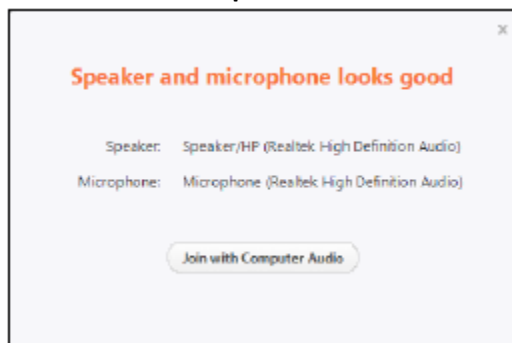 Speaker and microphone looks good
Speaker: Speaker/HP (Realtek High Definition Audio)
Microphone: Microphone (Realtek High Definition Audio)
Join with Computer Audio